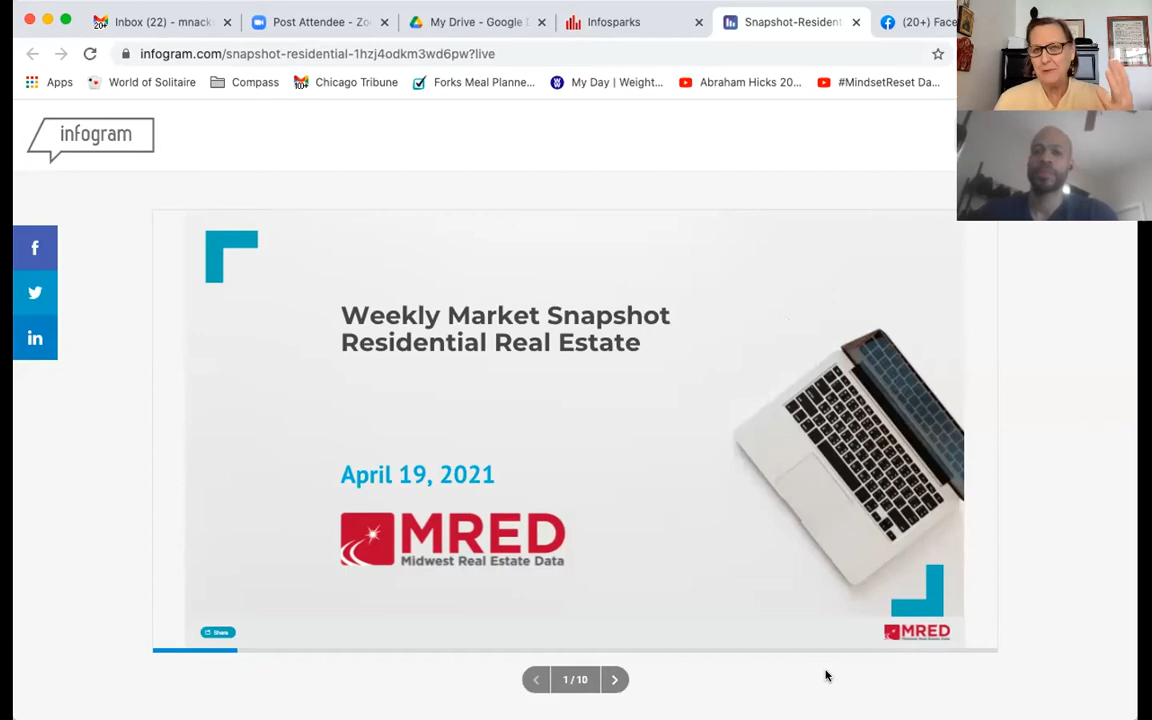 Inbox (22) - mnack
Post Attendee - Zo
My Drive - Google
Infosparks
Snapshot-Resident
(20+) Face
infogram.com/snapshot-residential-1hzj4odkm3wd6pw?live
Apps
World of Solitaire
Compass
Chicago Tribune
Forks Meal Planne...
My Day | Weight...
Abraham Hicks 20...
#MindsetReset Da...
infogram
f
in
Weekly Market Snapshot
Residential Real Estate
April 19, 2021
MRED
Midwest Real Estate Data
Share
MRED
1 / 10